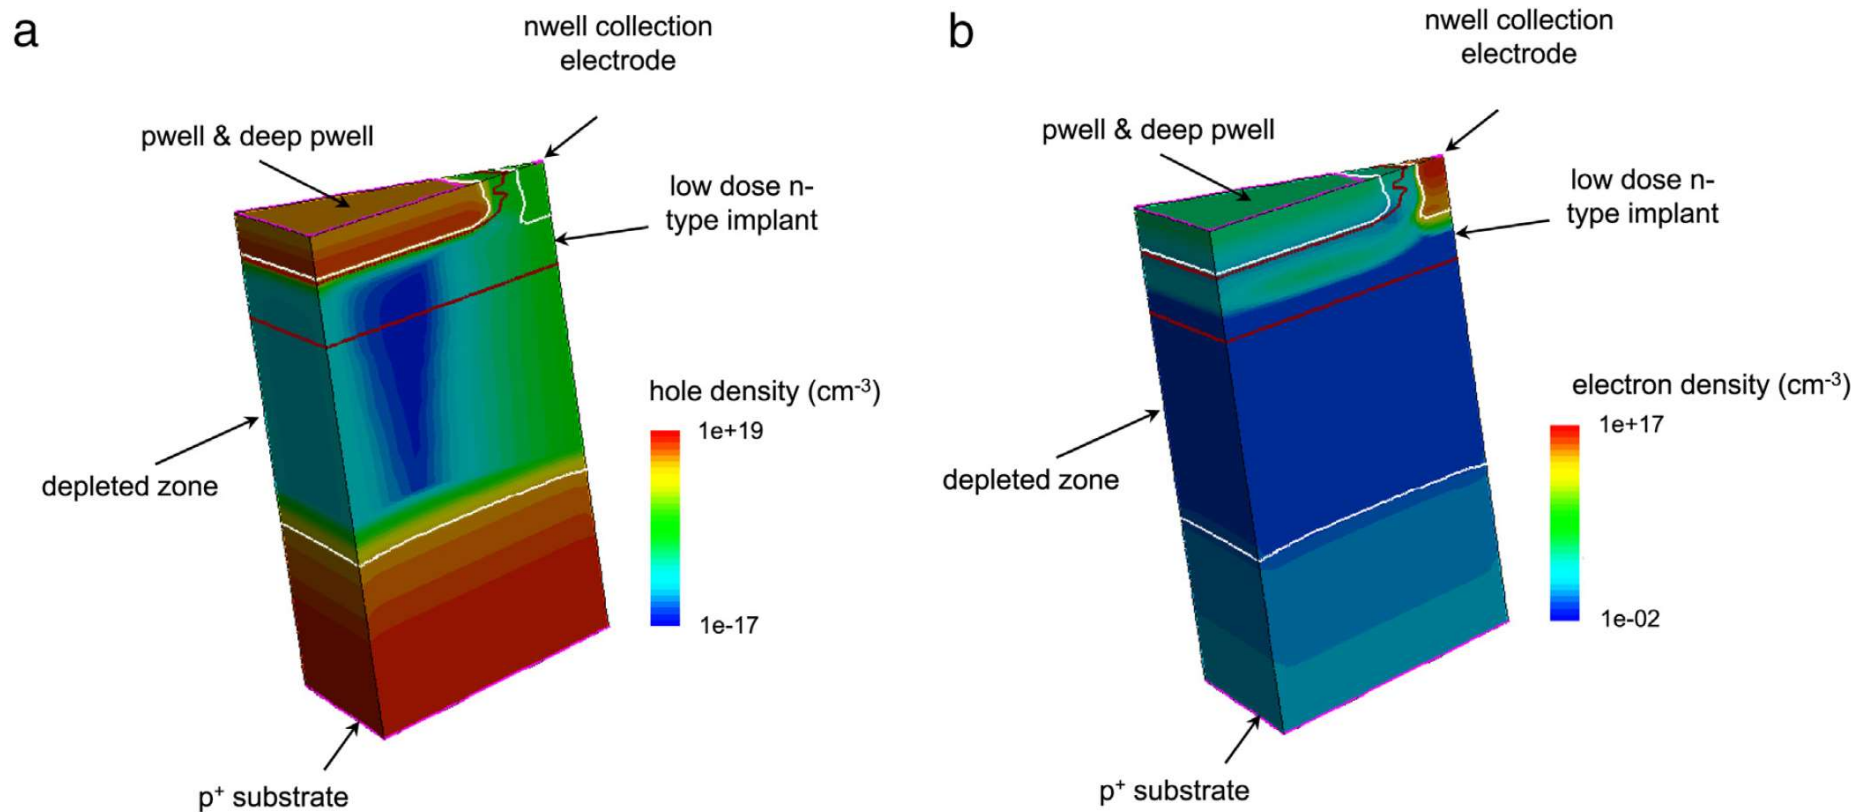 a
nwell collection
electrode
pwell & deep pwell
low dose n-
type implant
hole density (cm⁻³)
1e+19
1e-17
depleted zone
p⁺ substrate
b
nwell collection
electrode
pwell & deep pwell
low dose n-
type implant
electron density (cm⁻³)
1e+17
1e-02
depleted zone
p⁺ substrate